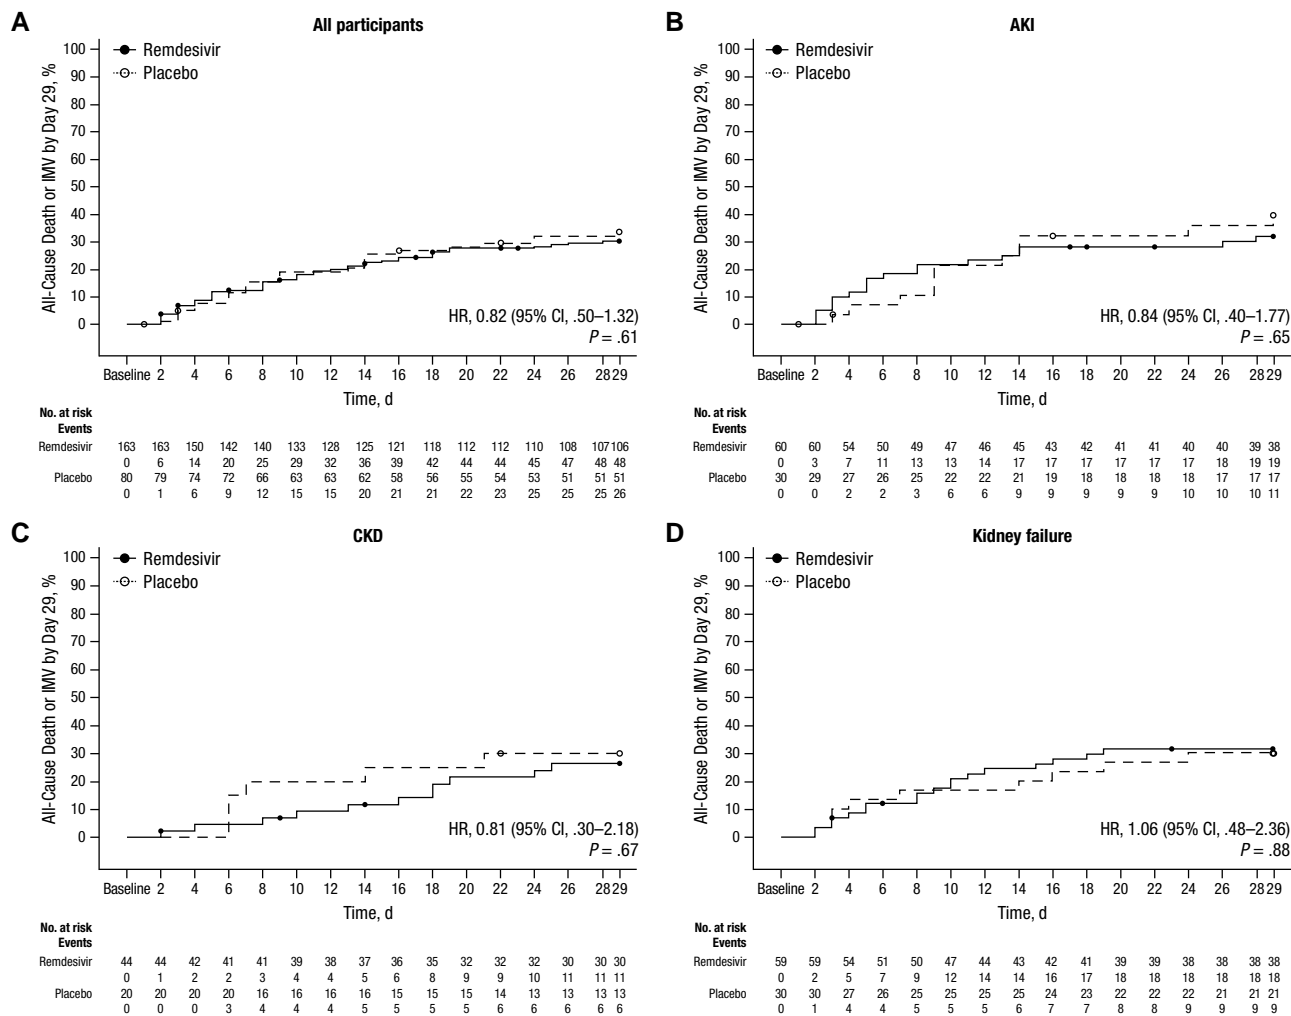 A
All participants
Remdesivir
Placebo
All-Cause Death or IMV by Day 29, %
100
90
80
70
60
50
40
30
20
10
0
HR, 0.82 (95% CI, .50–1.32)
P = .61
Baseline 2 4 6 8 10 12 14 16 18 20 22 24 26 28 29
Time, d
No. at risk
Events
Remdesivir 163 163 150 142 140 133 128 125 121 118 112 112 110 108 107 106
0 6 14 20 25 29 32 36 39 42 44 44 45 47 48 48
Placebo 80 79 74 72 66 63 63 62 58 56 55 54 53 51 51 51
0 1 6 9 12 15 15 20 21 21 22 23 25 25 25 26
B
AKI
Remdesivir
Placebo
All-Cause Death or IMV by Day 29, %
100
90
80
70
60
50
40
30
20
10
0
HR, 0.84 (95% CI, .40–1.77)
P = .65
Baseline 2 4 6 8 10 12 14 16 18 20 22 24 26 28 29
Time, d
No. at risk
Events
Remdesivir 60 60 54 50 49 47 46 45 43 42 41 41 40 40 39 38
0 3 7 11 13 13 14 17 17 17 17 17 17 18 19 19
Placebo 30 29 27 26 25 22 22 21 19 18 18 18 18 17 17 17
0 0 2 2 3 6 6 9 9 9 9 9 10 10 10 11
C
CKD
Remdesivir
Placebo
All-Cause Death or IMV by Day 29, %
100
90
80
70
60
50
40
30
20
10
0
HR, 0.81 (95% CI, .30–2.18)
P = .67
Baseline 2 4 6 8 10 12 14 16 18 20 22 24 26 28 29
Time, d
No. at risk
Events
Remdesivir 44 44 42 41 41 39 38 37 36 35 32 32 32 30 30 30
0 1 2 2 3 4 4 5 6 8 9 9 10 11 11 11
Placebo 20 20 20 20 16 16 16 16 15 15 15 14 13 13 13 13
0 0 0 3 4 4 4 5 5 5 5 6 6 6 6 6
D
Kidney failure
Remdesivir
Placebo
All-Cause Death or IMV by Day 29, %
100
90
80
70
60
50
40
30
20
10
0
HR, 1.06 (95% CI, .48–2.36)
P = .88
Baseline 2 4 6 8 10 12 14 16 18 20 22 24 26 28 29
Time, d
No. at risk
Events
Remdesivir 59 59 54 51 50 47 44 43 42 41 39 39 38 38 38 38
0 2 5 7 9 12 14 14 16 17 18 18 18 18 18 18
Placebo 30 30 27 26 25 25 25 25 24 23 22 22 22 21 21 21
0 1 4 4 5 5 5 6 7 7 8 8 9 9 9 9